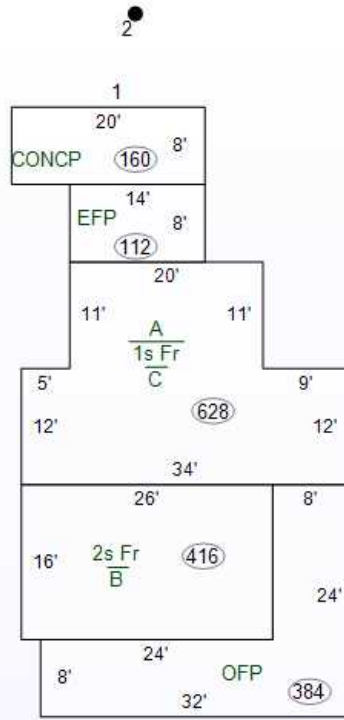 2
1
20'
CONCP 160 8'
14'
EFP 8'
112
20'
11' 11'
A
1s Fr
C
5' 9'
628
12' 12'
34'
26' 8'
16' 2s Fr 416
B
24'
24'
8' OFP
32' 384